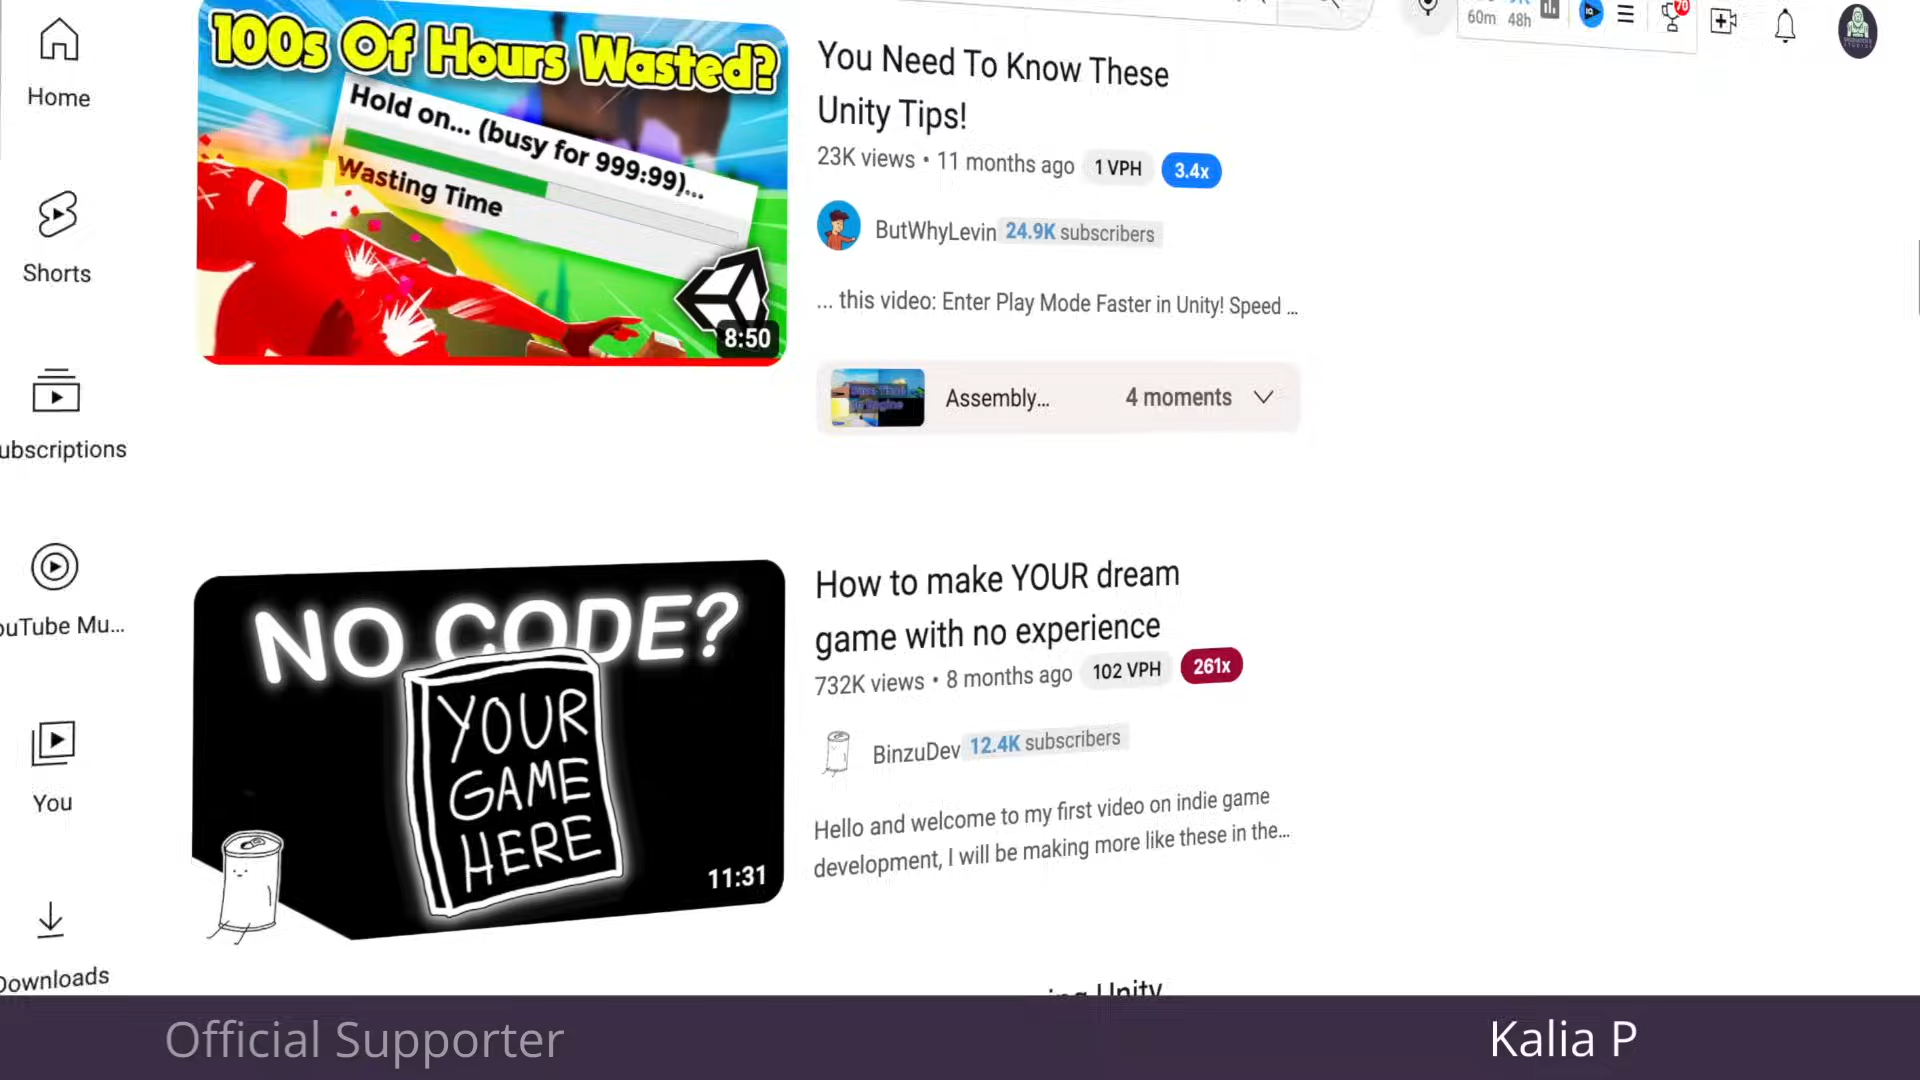 Home
Shorts
ubscriptions
ouTube Mu...
You
Downloads
100s Of Hours Wasted?
Hold on... (busy for 999:99)...
Wasting Time
8:50
You Need To Know These
Unity Tips!
23K views • 11 months ago 1 VPH 3.4x
ButWhyLevin 24.9K subscribers
... this video: Enter Play Mode Faster in Unity! Speed ...
Assembly... 4 moments
60m 48h
70
NO CODE?
YOUR
GAME
HERE
11:31
How to make YOUR dream
game with no experience
732K views • 8 months ago 102 VPH 261x
BinzuDev 12.4K subscribers
Hello and welcome to my first video on indie game
development, I will be making more like these in the...
Unity
Official Supporter
Kalia P